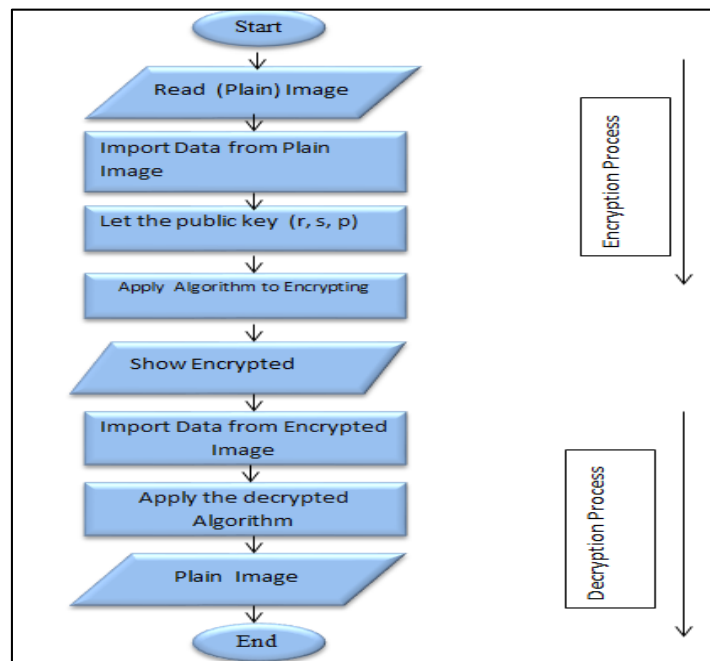 Start
Read (Plain) Image
Import Data from Plain
Image
Let the public key (r, s, p)
Apply Algorithm to Encrypting
Show Encrypted
Import Data from Encrypted
Image
Apply the decrypted
Algorithm
Plain Image
End
Encryption Process
Decryption Process